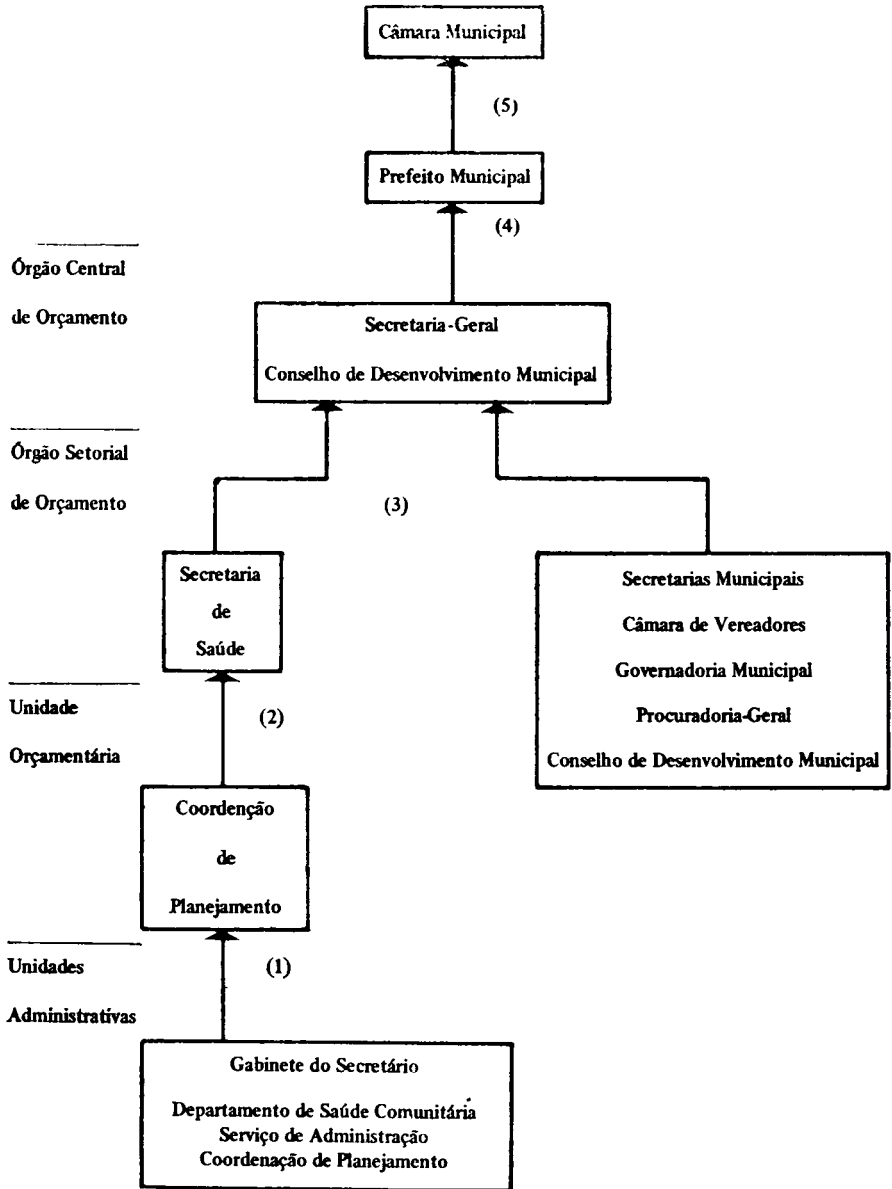 Câmara Municipal
(5)
Prefeito Municipal
(4)
Órgão Central
de Orçamento
Secretaria-Geral
Conselho de Desenvolvimento Municipal
Órgão Setorial
de Orçamento
(3)
Secretaria
de
Saúde
Secretarias Municipais
Câmara de Vereadores
Governadoria Municipal
Procuradoria-Geral
Conselho de Desenvolvimento Municipal
Unidade
Orçamentária
(2)
Coordenção
de
Planejamento
Unidades
Administratívas
(1)
Gabinete do Secretário
Departamento de Saúde Comunitária
Serviço de Administração
Coordenação de Planejamento